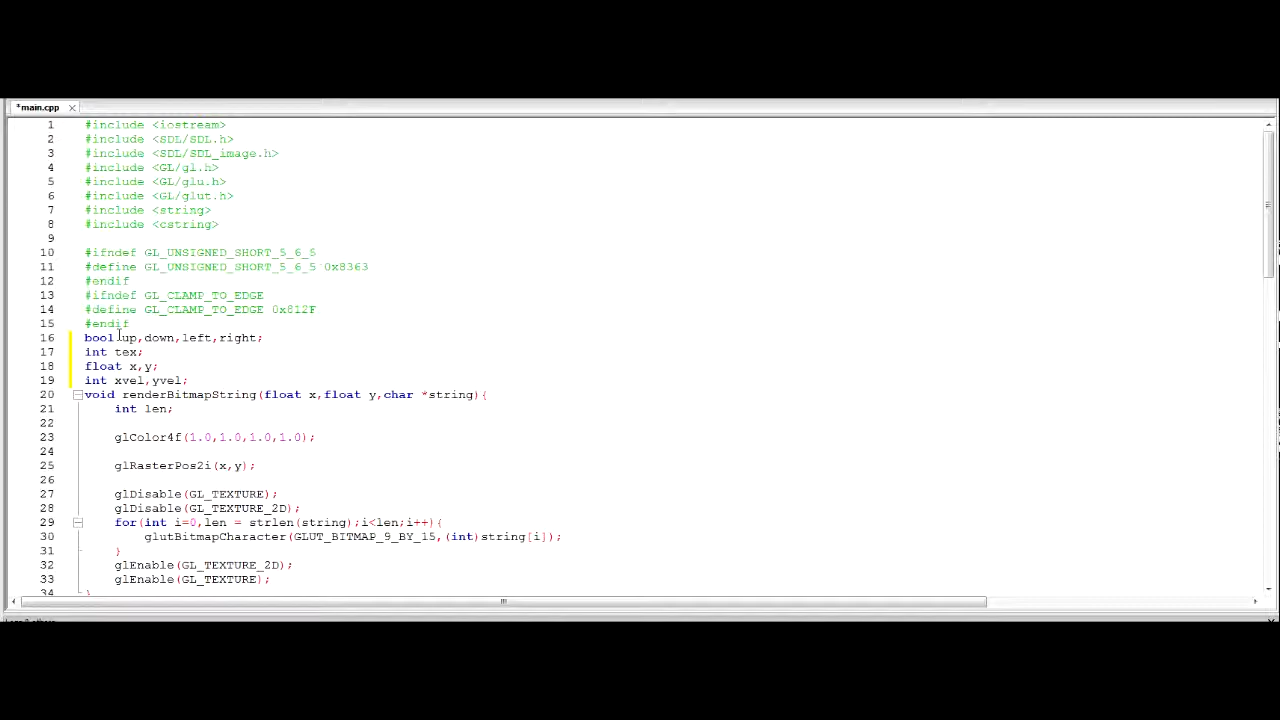 *main.cpp x
1 #include <iostream>
2 #include <SDL/SDL.h>
3 #include <SDL/SDL_image.h>
4 #include <GL/gl.h>
5 #include <GL/glu.h>
6 #include <GL/glut.h>
7 #include <string>
8 #include <cstring>
9
10 #ifndef GL_UNSIGNED_SHORT_5_6_5
11 #define GL_UNSIGNED_SHORT_5_6_5 0x8363
12 #endif
13 #ifndef GL_CLAMP_TO_EDGE
14 #define GL_CLAMP_TO_EDGE 0x812F
15 #endif
16 bool up,down,left,right;
17 int tex;
18 float x,y;
19 int xvel,yvel;
20 void renderBitmapString(float x,float y,char *string){
21 int len;
22
23 glColor4f(1.0,1.0,1.0,1.0);
24
25 glRasterPos2i(x,y);
26
27 glDisable(GL_TEXTURE);
28 glDisable(GL_TEXTURE_2D);
29 for(int i=0,len = strlen(string);i<len;i++){
30 glutBitmapCharacter(GLUT_BITMAP_9_BY_15,(int)string[i]);
31 }
32 glEnable(GL_TEXTURE_2D);
33 glEnable(GL_TEXTURE);
34 }